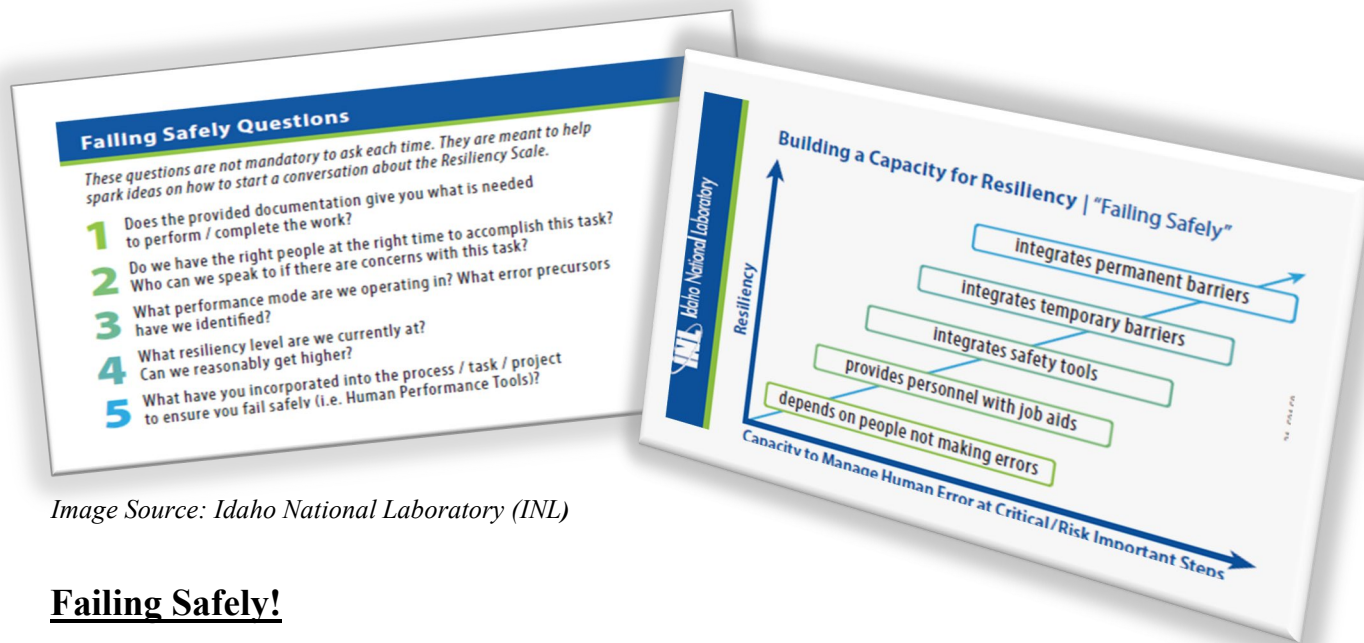 Failing Safely Questions
These questions are not mandatory to ask each time. They are meant to help
spark ideas on how to start a conversation about the Resiliency Scale.
1 Does the provided documentation give you what is needed
to perform / complete the work?
2 Do we have the right people at the right time to accomplish this task?
Who can we speak to if there are concerns with this task?
3 What performance mode are we operating in? What error precursors
have we identified?
4 What resiliency level are we currently at?
Can we reasonably get higher?
5 What have you incorporated into the process / task / project
to ensure you fail safely (i.e. Human Performance Tools)?
INL Idaho National Laboratory
Building a Capacity for Resiliency | "Failing Safely"
Resiliency
integrates permanent barriers
integrates temporary barriers
integrates safety tools
provides personnel with job aids
depends on people not making errors
Capacity to Manage Human Error at Critical/Risk Important Steps
Image Source: Idaho National Laboratory (INL)
Failing Safely!